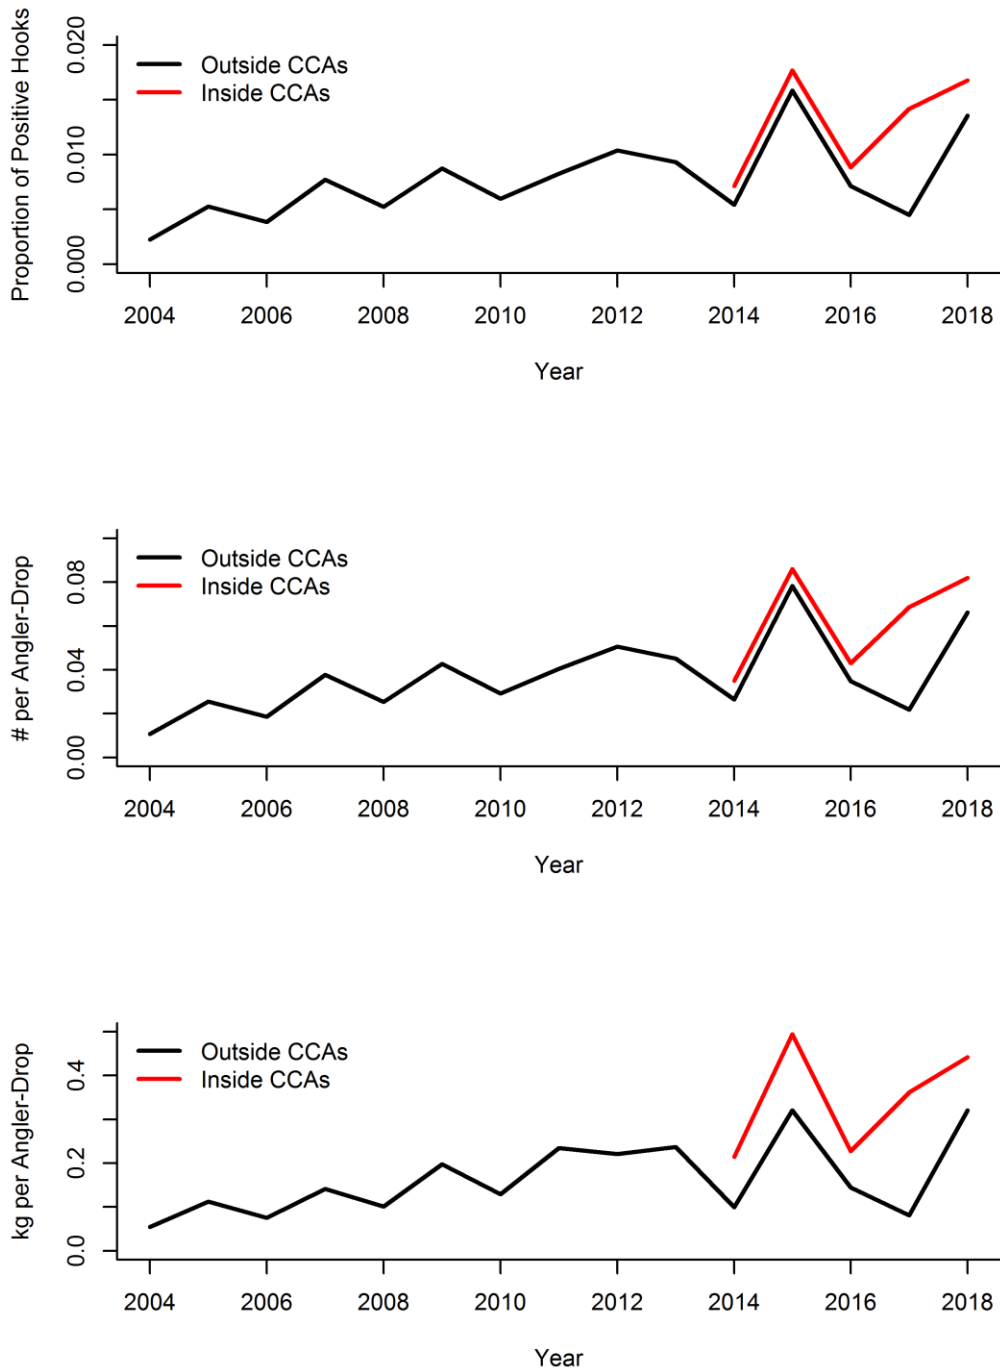 Proportion of Positive Hooks
0.020
0.010
0.000
Outside CCAs
Inside CCAs
2004 2006 2008 2010 2012 2014 2016 2018
Year
# per Angler-Drop
0.08
0.04
0.00
Outside CCAs
Inside CCAs
2004 2006 2008 2010 2012 2014 2016 2018
Year
kg per Angler-Drop
0.4
0.2
0.0
Outside CCAs
Inside CCAs
2004 2006 2008 2010 2012 2014 2016 2018
Year